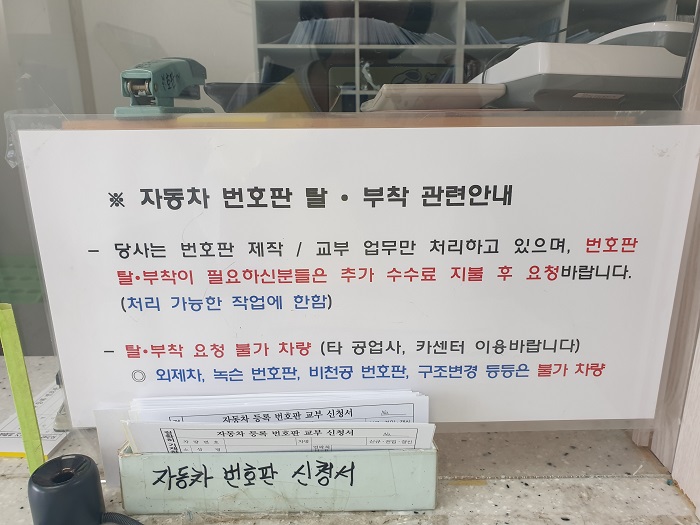 ※ 자동차 번호판 탈 · 부착 관련안내
- 당사는 번호판 제작 / 교부 업무만 처리하고 있으며, 번호판
탈·부착이 필요하신분들은 추가 수수료 지불 후 요청바랍니다.
(처리 가능한 작업에 한함)
- 탈·부착 요청 불가 차량 (타 공업사, 카센터 이용바랍니다)
◎ 외제차, 녹슨 번호판, 비천공 번호판, 구조변경 등등은 불가 차량
자동차 등록 번호판 교부 신청서 No.
자동차 등록 번호판 교부 신청서 No.
자동차 번호판 신청서